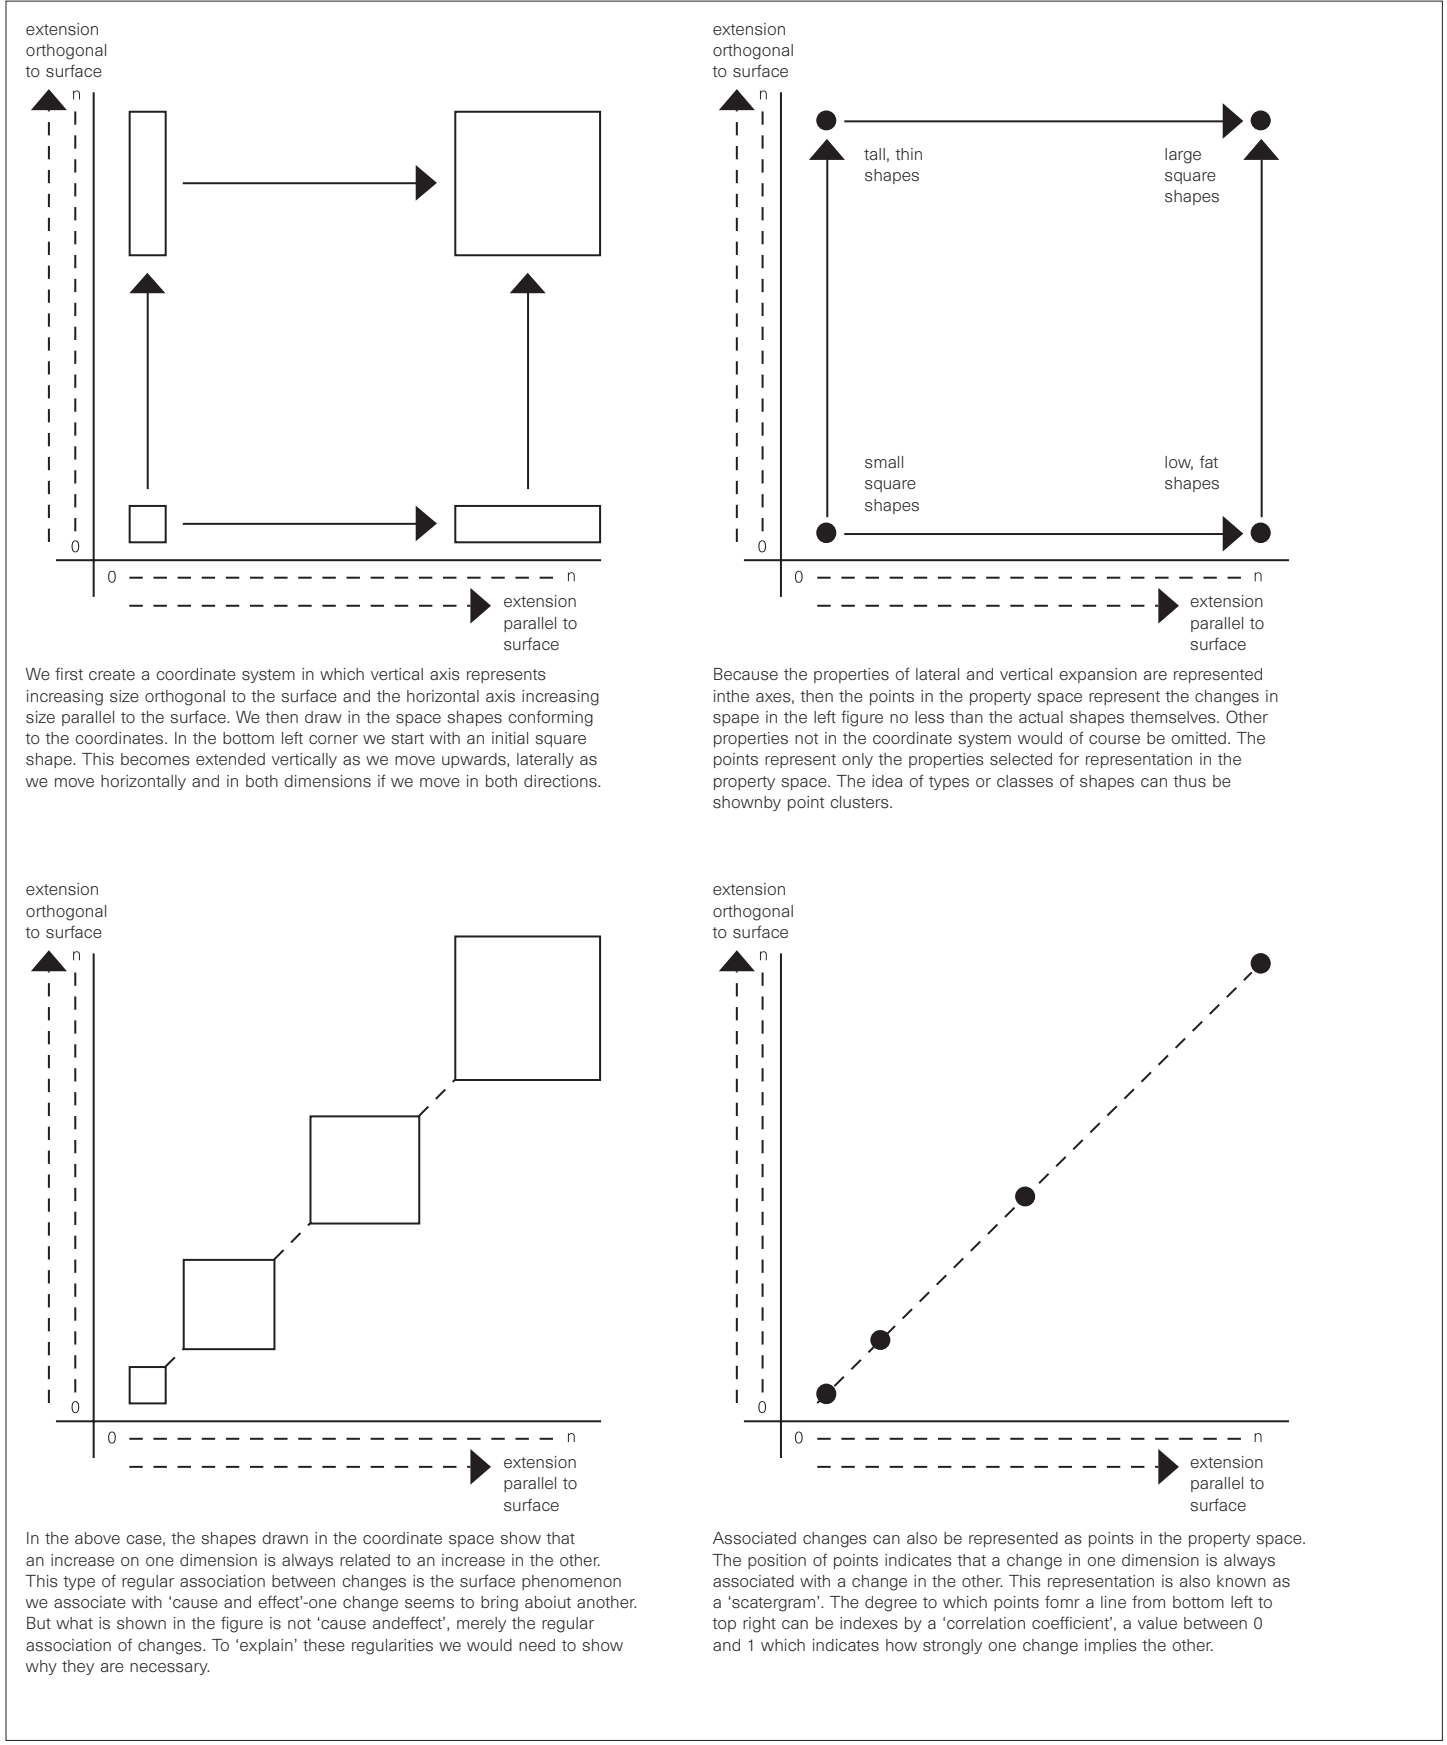 extension
orthogonal
to surface
n
0
0
n
extension
parallel to
surface
We first create a coordinate system in which vertical axis represents
increasing size orthogonal to the surface and the horizontal axis increasing
size parallel to the surface. We then draw in the space shapes conforming
to the coordinates. In the bottom left corner we start with an initial square
shape. This becomes extended vertically as we move upwards, laterally as
we move horizontally and in both dimensions if we move in both directions.
extension
orthogonal
to surface
n
tall, thin
shapes
large
square
shapes
small
square
shapes
low, fat
shapes
0
0
n
extension
parallel to
surface
Because the properties of lateral and vertical expansion are represented
inthe axes, then the points in the property space represent the changes in
spape in the left figure no less than the actual shapes themselves. Other
properties not in the coordinate system would of course be omitted. The
points represent only the properties selected for representation in the
property space. The idea of types or classes of shapes can thus be
shownby point clusters.
extension
orthogonal
to surface
n
0
0
n
extension
parallel to
surface
In the above case, the shapes drawn in the coordinate space show that
an increase on one dimension is always related to an increase in the other.
This type of regular association between changes is the surface phenomenon
we associate with ‘cause and effect’-one change seems to bring aboiut another.
But what is shown in the figure is not ‘cause andeffect’, merely the regular
association of changes. To ‘explain’ these regularities we would need to show
why they are necessary.
extension
orthogonal
to surface
n
0
0
n
extension
parallel to
surface
Associated changes can also be represented as points in the property space.
The position of points indicates that a change in one dimension is always
associated with a change in the other. This representation is also known as
a ‘scatergram’. The degree to which points fomr a line from bottom left to
top right can be indexes by a ‘correlation coefficient’, a value between 0
and 1 which indicates how strongly one change implies the other.